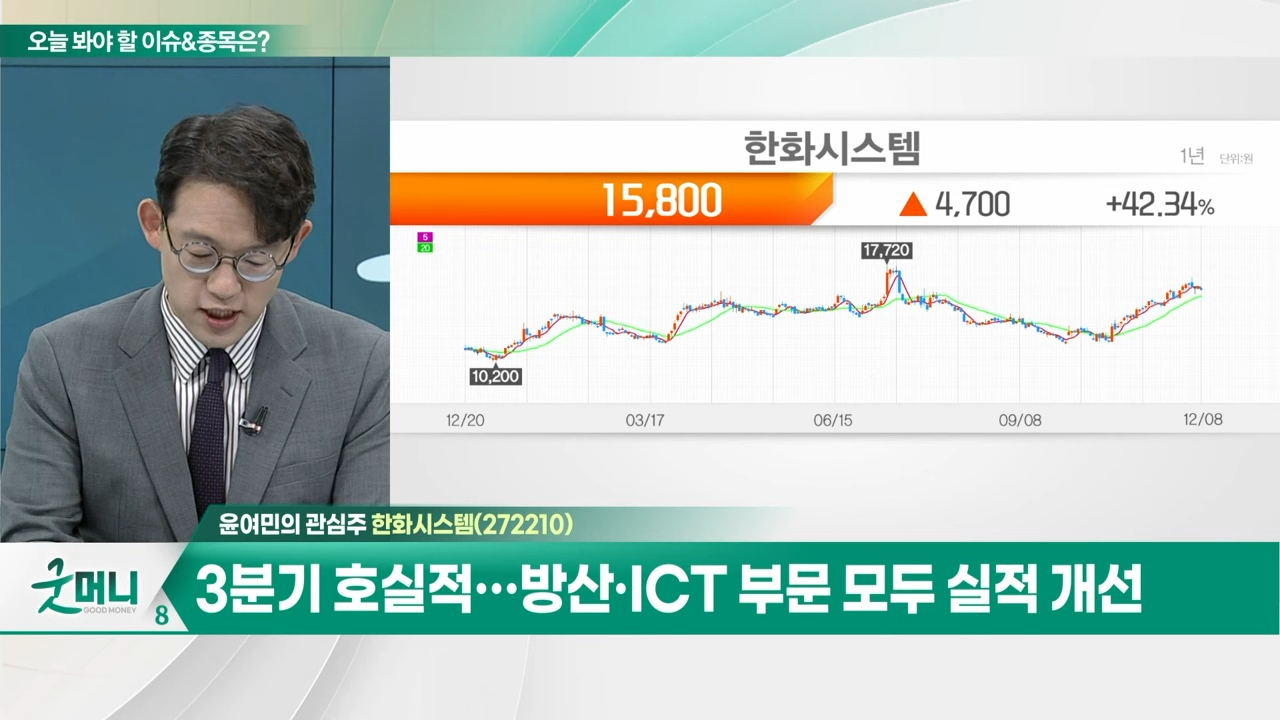 오늘 봐야 할 이슈&종목은?
한화시스템
1년 단위:원
15,800 ▲ 4,700 +42.34%
5
20
17,720
10,200
12/20 03/17 06/15 09/08 12/08
윤여민의 관심주 한화시스템(272210)
굿머니
GOOD MONEY
8
3분기 호실적…방산·ICT 부문 모두 실적 개선